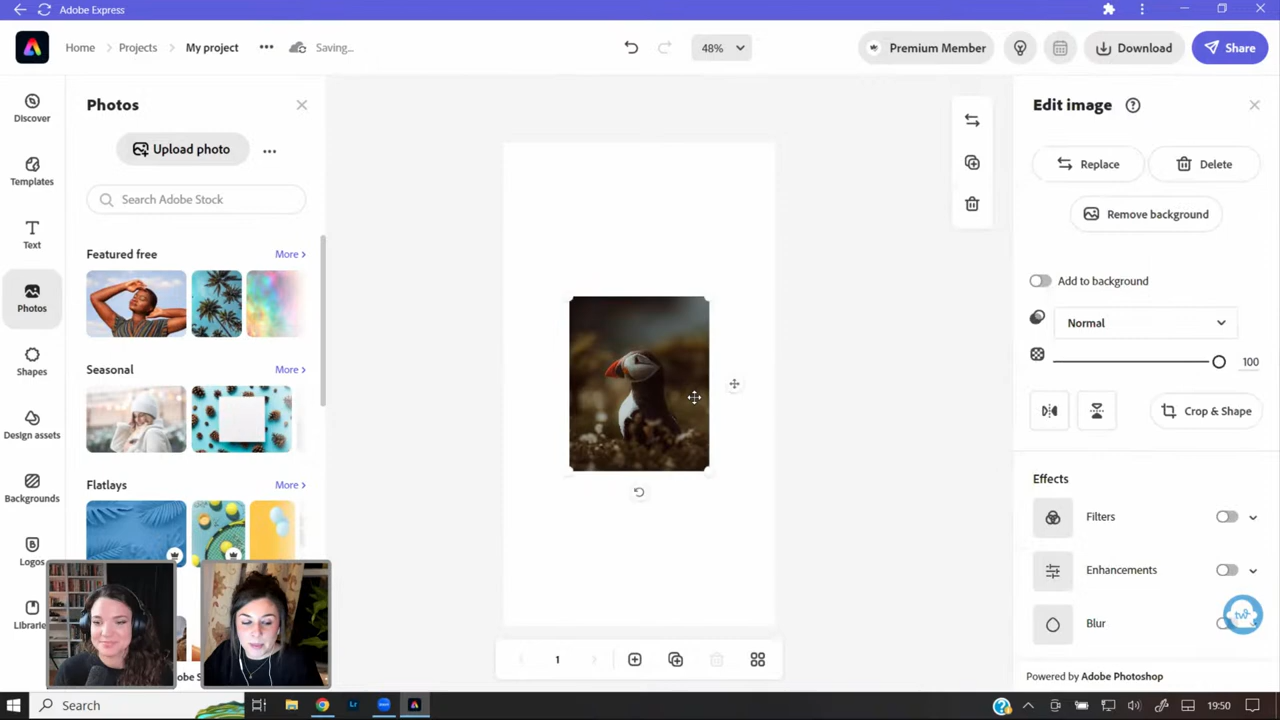 Adobe Express
Home
Projects
My project
Saving...
48%
Premium Member
Download
Share
Discover
Templates
Text
Photos
Shapes
Design assets
Backgrounds
Logos
Photos
Upload photo
Search Adobe Stock
Featured free
More
Seasonal
More
Flatlays
More
1
Edit image
Replace
Delete
Remove background
Add to background
Normal
100
Crop & Shape
Effects
Filters
Enhancements
Blur
Powered by Adobe Photoshop
Search
19:50